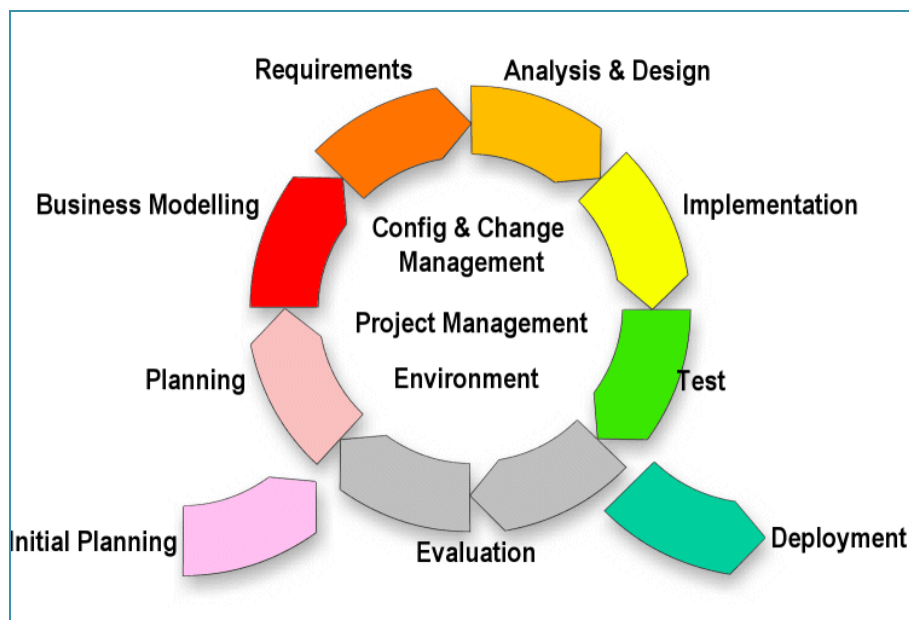 Requirements
Analysis & Design
Business Modelling
Implementation
Config & Change
Management
Project Management
Planning
Environment
Test
Initial Planning
Evaluation
Deployment